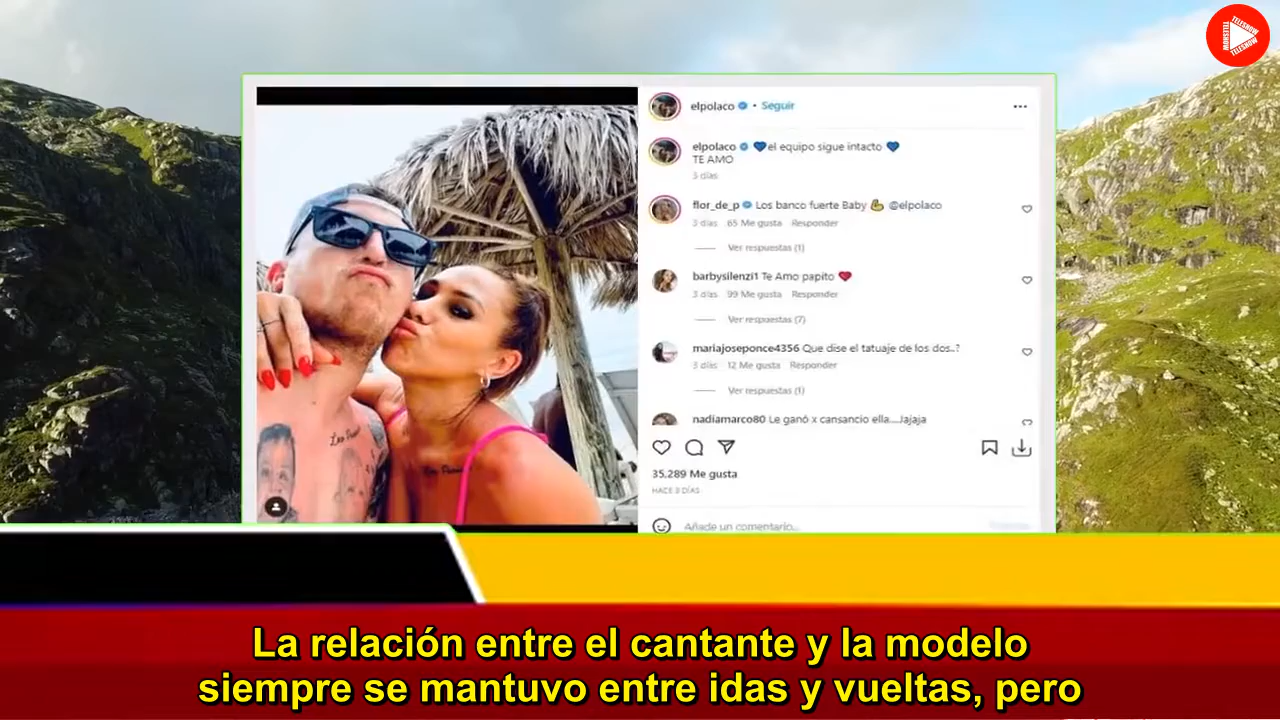 TELESHOW
TELESHOW
TELESHOW
elpolaco • Seguir
elpolaco 💙el equipo sigue intacto 💙
TE AMO
3 días
flor_de_p Los banco fuerte Baby 💪 @elpolaco
3 días 65 Me gusta Responder
Ver respuestas (1)
barbysilenzi1 Te Amo papito ❤️
3 días 99 Me gusta Responder
Ver respuestas (7)
mariajoseponce4356 Que dise el tatuaje de los dos..?
3 días 12 Me gusta Responder
Ver respuestas (1)
nadiamarco80 Le ganó x cansancio ella....Jajaja
35.289 Me gusta
HACE 3 DÍAS
Añade un comentario...
La relación entre el cantante y la modelo
siempre se mantuvo entre idas y vueltas, pero